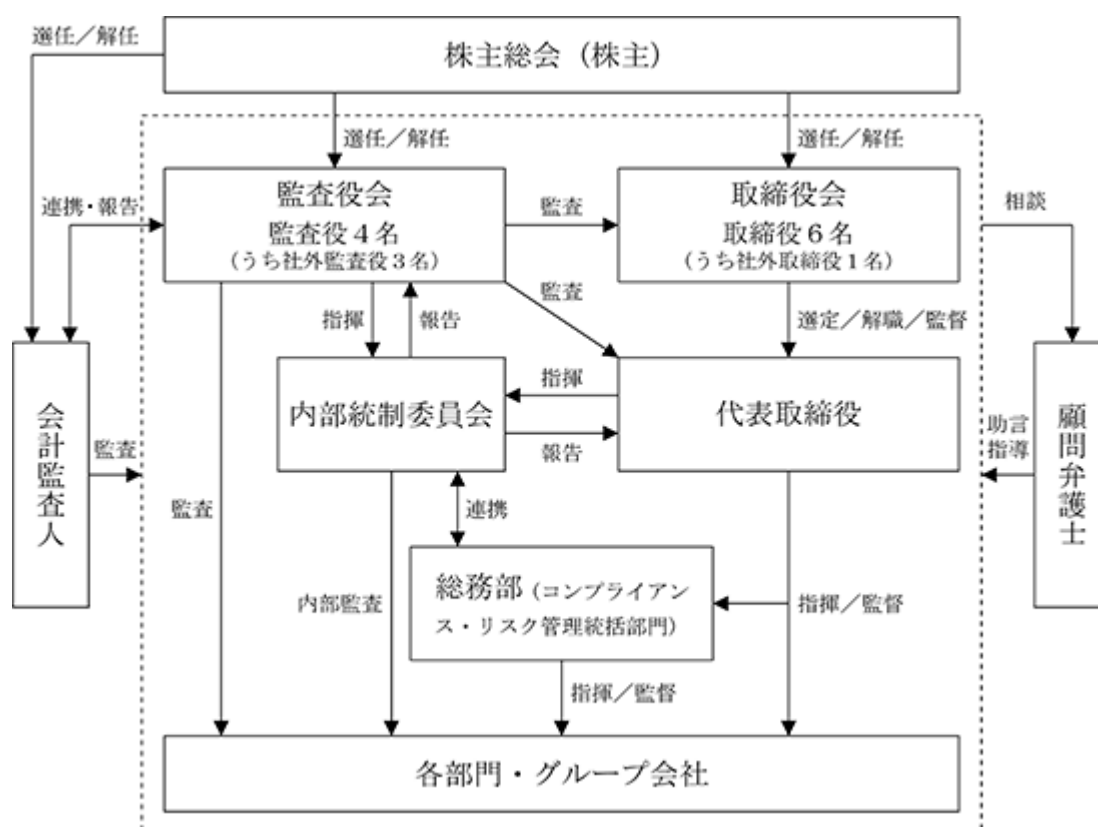 選任／解任
株主総会（株主）
選任／解任
選任／解任
監査役会
監査役４名
（うち社外監査役３名）
取締役会
取締役６名
（うち社外取締役１名）
連携・報告
監査
相談
監査
指揮
報告
選定／解職／監督
会計監査人
内部統制委員会
指揮
報告
代表取締役
顧問弁護士
助言
指導
監査
監査
連携
総務部（コンプライアン
ス・リスク管理統括部門）
内部監査
指揮／監督
指揮／監督
各部門・グループ会社